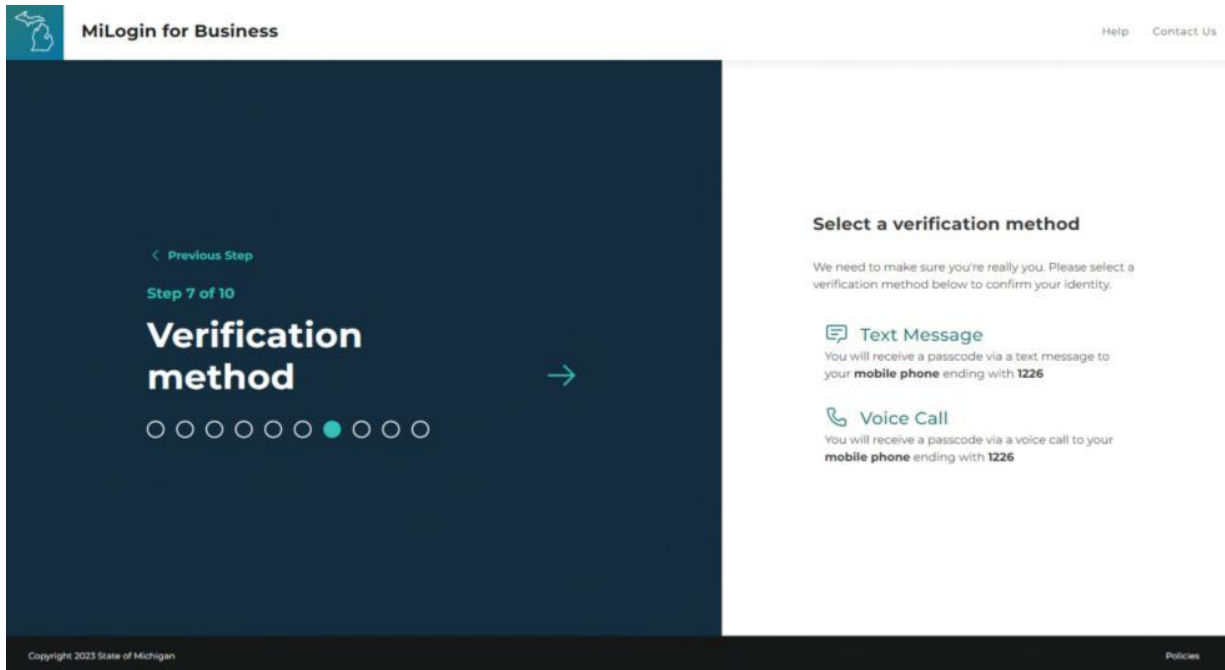 MiLogin for Business
Help
Contact Us
Previous Step
Step 7 of 10
Verification
method
Select a verification method
We need to make sure you're really you. Please select a
verification method below to confirm your identity.
Text Message
You will receive a passcode via a text message to
your mobile phone ending with 1226
Voice Call
You will receive a passcode via a voice call to your
mobile phone ending with 1226
Copyright 2023 State of Michigan
Policies